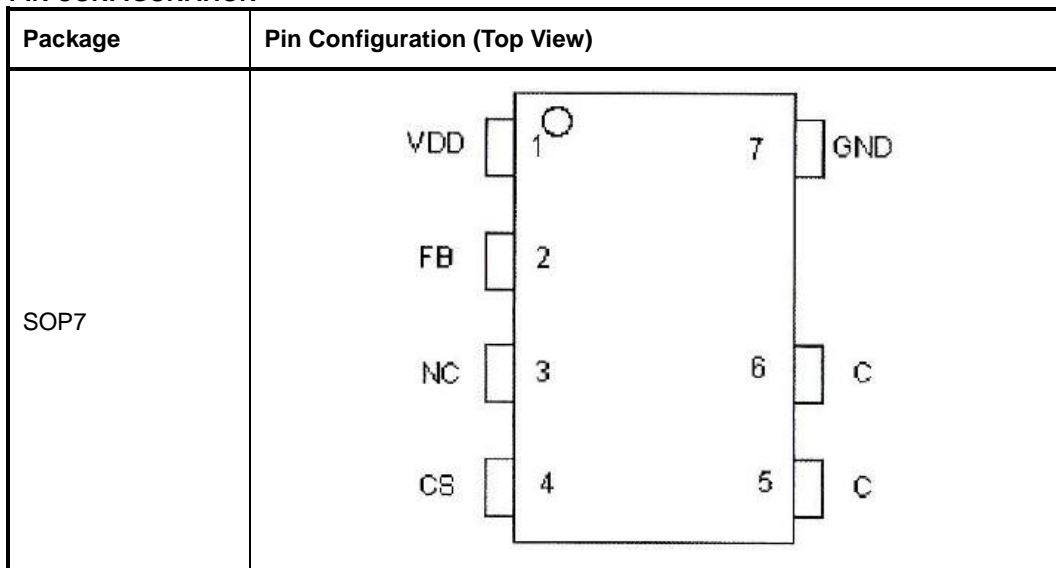 Package Pin Configuration (Top View)
SOP7
VDD 1 7 GND
FB 2
NC 3 6 C
CS 4 5 C